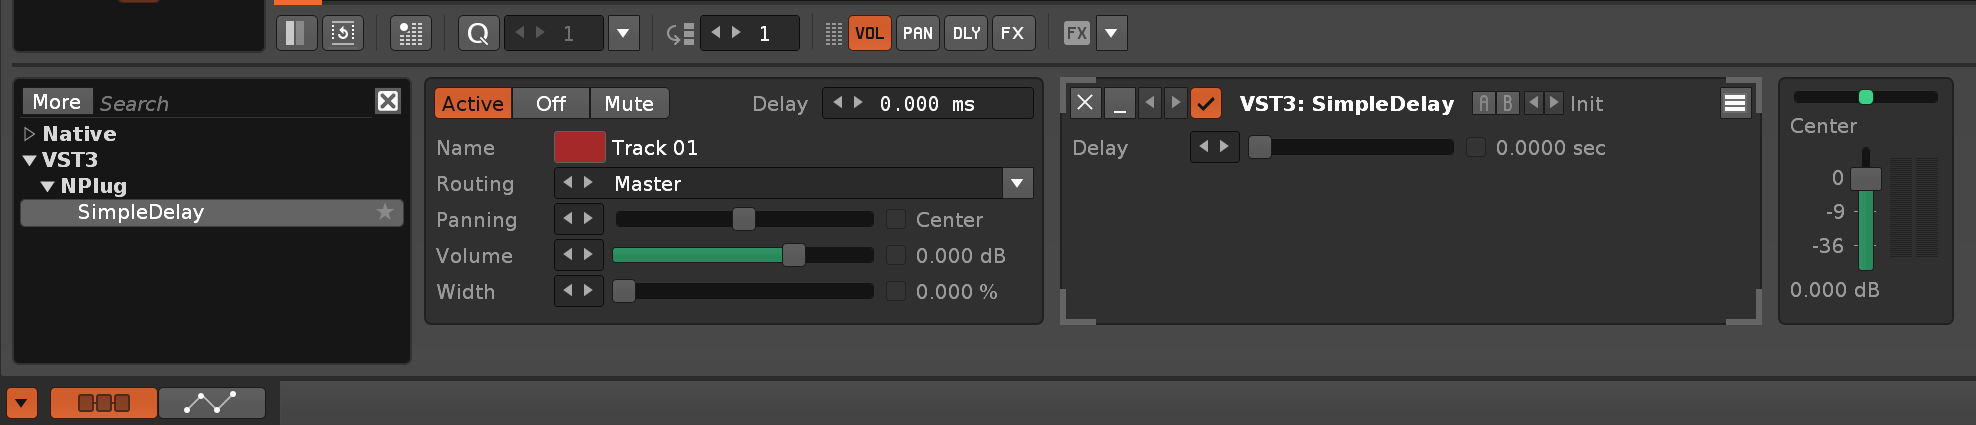 Q 1 1 VOL PAN DLY FX FX
More Search
Native
VST3
NPlug
SimpleDelay
Active Off Mute Delay 0.000 ms
Name Track 01
Routing Master
Panning Center
Volume 0.000 dB
Width 0.000 %
VST3: SimpleDelay A B Init
Delay 0.0000 sec
Center
0
-9
-36
0.000 dB